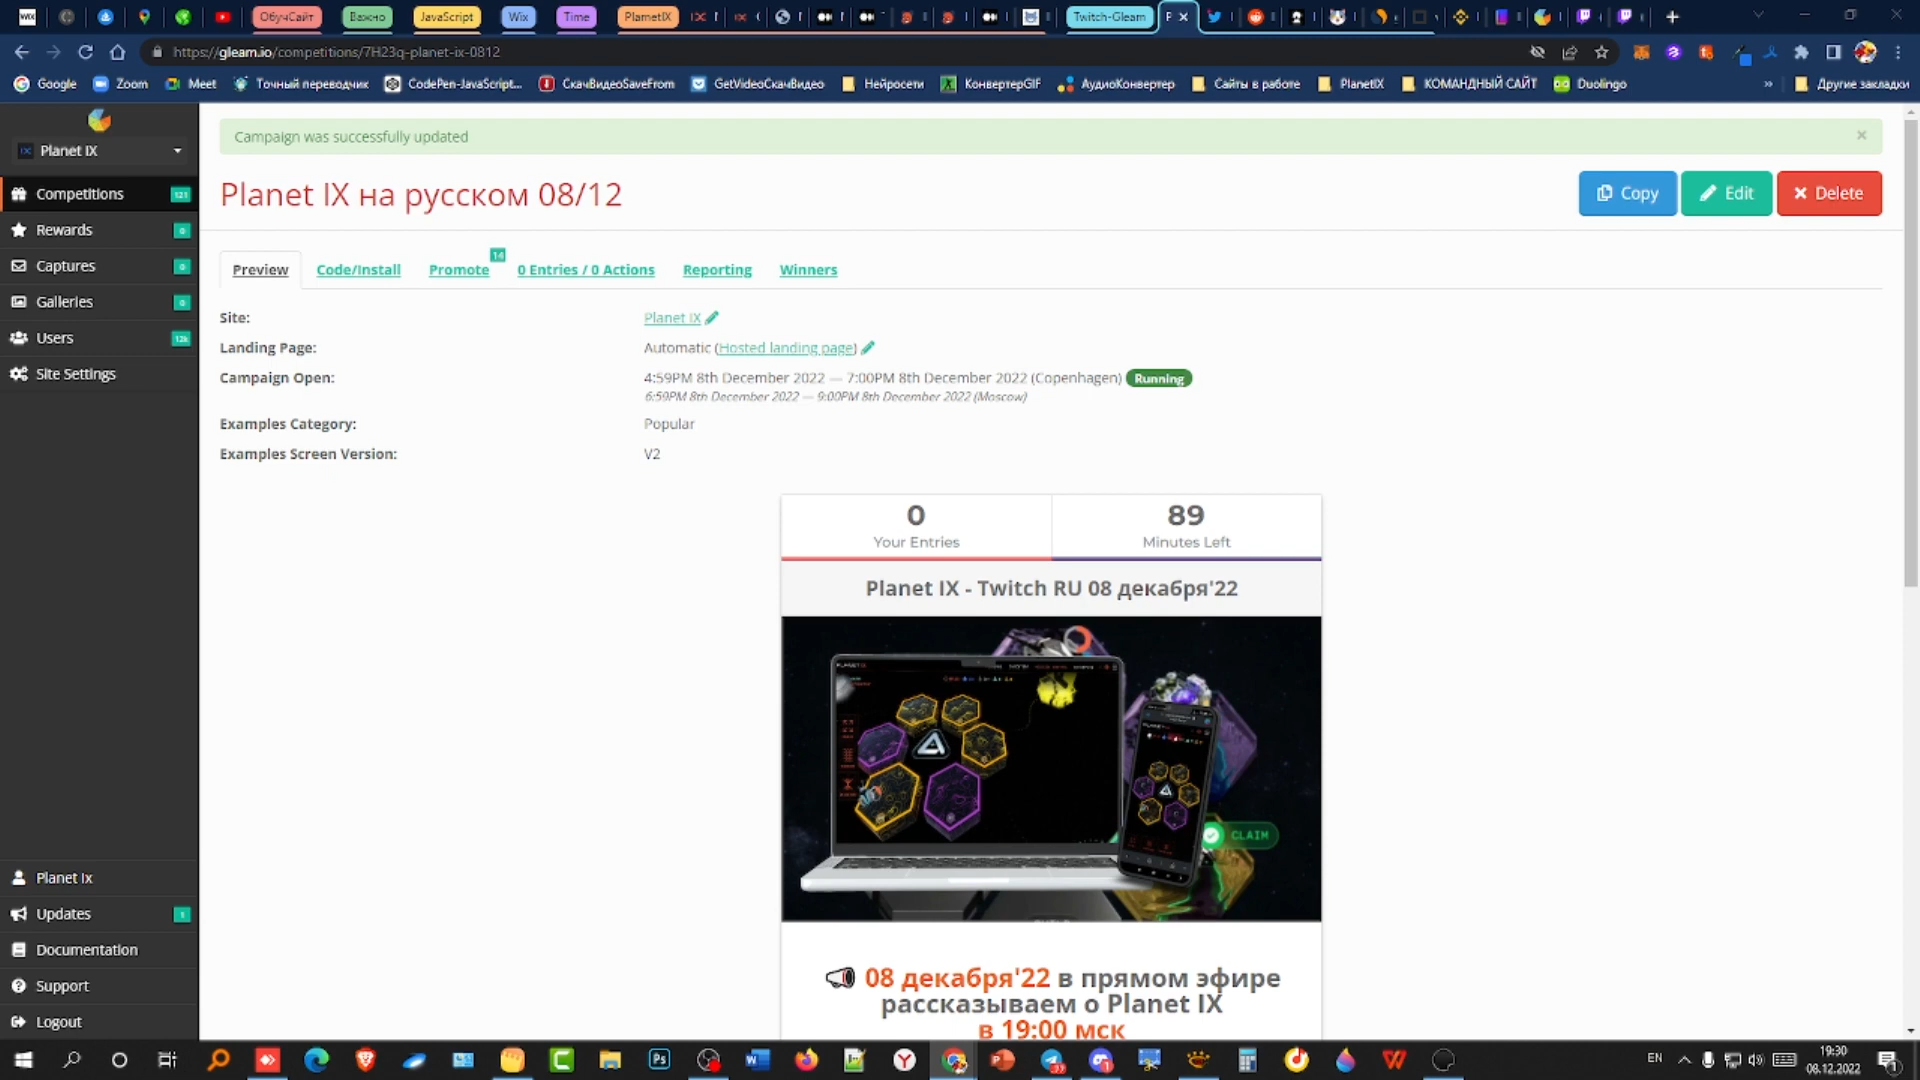 ОбучСайт
Важно
JavaScript
Wix
Time
PlametIX
Twitch-Gleam
https://gleam.io/competitions/7H23q-planet-ix-0812
Google
Zoom
Meet
Точный переводчик
CodePen-JavaScript...
СкачВидеоSaveFrom
GetVideoСкачВидео
Нейросети
КонвертерGIF
АудиоКонвертер
Сайты в работе
PlanetIX
КОМАНДНЫЙ САЙТ
Duolingo
Другие закладки
Planet IX
Competitions 121
Rewards 0
Captures 0
Galleries 0
Users 12k
Site Settings
Campaign was successfully updated
Planet IX на русском 08/12
Copy
Edit
Delete
Preview
Code/Install
Promote 14
0 Entries / 0 Actions
Reporting
Winners
Site: Planet IX
Landing Page: Automatic (Hosted landing page)
Campaign Open: 4:59PM 8th December 2022 — 7:00PM 8th December 2022 (Copenhagen) Running
6:59PM 8th December 2022 — 9:00PM 8th December 2022 (Moscow)
Examples Category: Popular
Examples Screen Version: V2
0
Your Entries
89
Minutes Left
Planet IX - Twitch RU 08 декабря'22
CLAIM
08 декабря'22 в прямом эфире
рассказываем о Planet IX
в 19:00 мск
Planet Ix
Updates 1
Documentation
Support
Logout
EN
19:30
08.12.2022